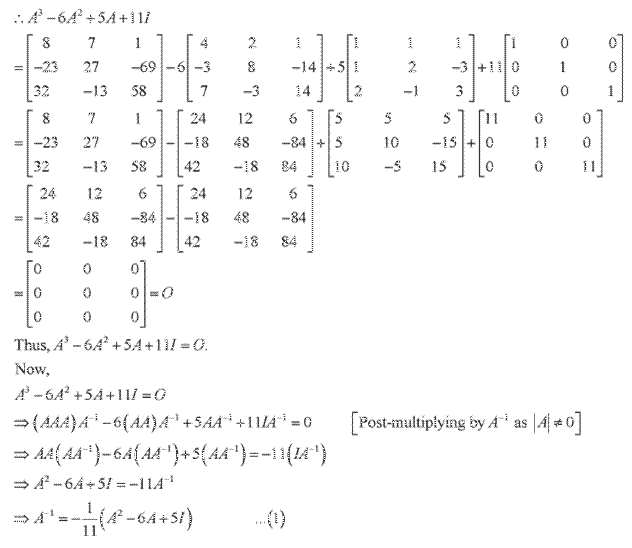 ∴ A³ − 6A² + 5A + 11I
= [8 7 1; −23 27 −69; 32 −13 58] − 6[4 2 1; −3 8 −14; 7 −3 14] + 5[1 1 1; 1 2 −3; 2 −1 3] + 11[1 0 0; 0 1 0; 0 0 1]
= [8 7 1; −23 27 −69; 32 −13 58] − [24 12 6; −18 48 −84; 42 −18 84] + [5 5 5; 5 10 −15; 10 −5 15] + [11 0 0; 0 11 0; 0 0 11]
= [24 12 6; −18 48 −84; 42 −18 84] − [24 12 6; −18 48 −84; 42 −18 84]
= [0 0 0; 0 0 0; 0 0 0] = O
Thus, A³ − 6A² + 5A + 11I = O.
Now,
A³ − 6A² + 5A + 11I = O
⇒ (AAA)A⁻¹ − 6(AA)A⁻¹ + 5AA⁻¹ + 11IA⁻¹ = 0 [Post-multiplying by A⁻¹ as |A| ≠ 0]
⇒ AA(AA⁻¹) − 6A(AA⁻¹) + 5(AA⁻¹) = −11(IA⁻¹)
⇒ A² − 6A + 5I = −11A⁻¹
⇒ A⁻¹ = −1/11(A² − 6A + 5I) ...(1)